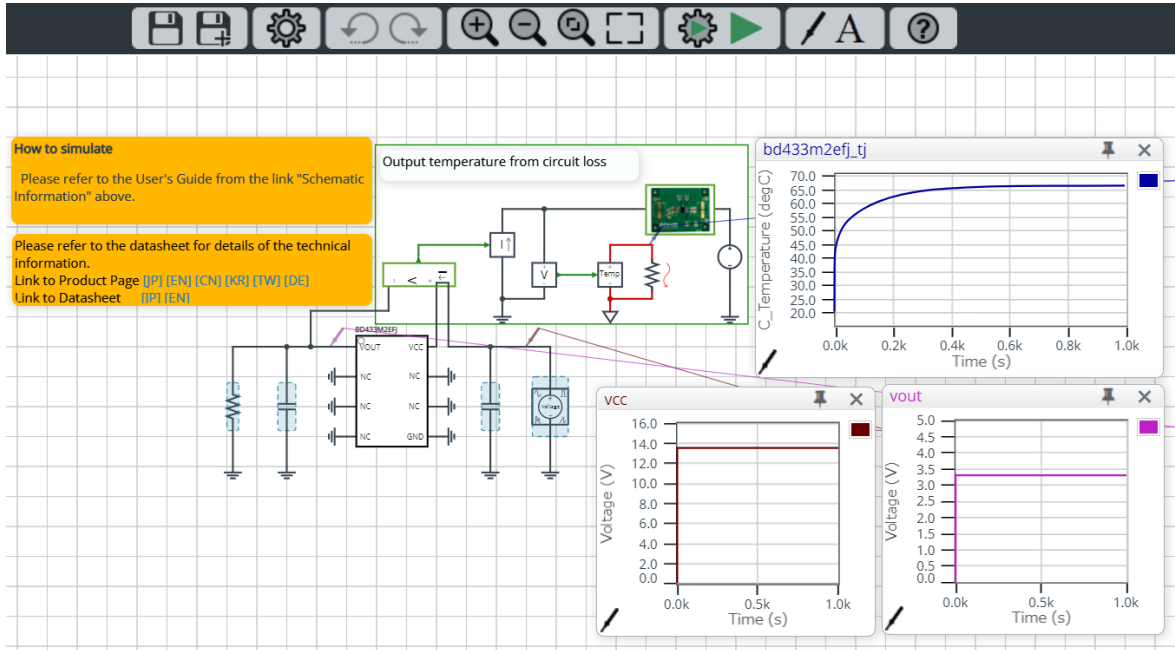 A
?
How to simulate
Please refer to the User's Guide from the link "Schematic
Information" above.
Please refer to the datasheet for details of the technical
information.
Link to Product Page [JP] [EN] [CN] [KR] [TW] [DE]
Link to Datasheet [JP] [EN]
Output temperature from circuit loss
I↑
V
Temp
<
BD433M2EFJ
VOUT VCC
NC NC
NC NC
NC GND
Voltage
bd433m2efj_tj
C_Temperature (degC)
70.0
65.0
60.0
55.0
50.0
45.0
40.0
35.0
30.0
25.0
20.0
0.0k 0.2k 0.4k 0.6k 0.8k 1.0k
Time (s)
vcc
Voltage (V)
16.0
14.0
12.0
10.0
8.0
6.0
4.0
2.0
0.0
0.0k 0.5k 1.0k
Time (s)
vout
Voltage (V)
5.0
4.5
4.0
3.5
3.0
2.5
2.0
1.5
1.0
0.5
0.0
0.0k 0.5k 1.0k
Time (s)